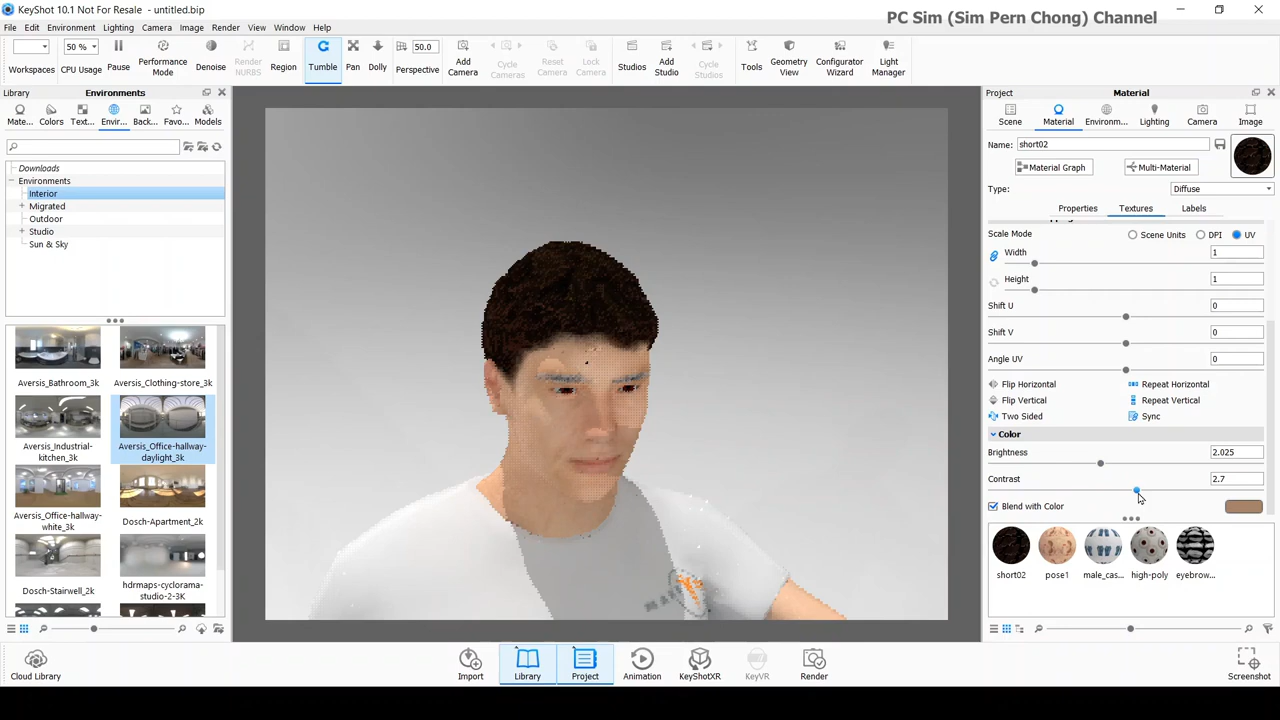 KeyShot 10.1 Not For Resale - untitled.bip
PC Sim (Sim Pern Chong) Channel
File Edit Environment Lighting Camera Image Render View Window Help
50 %
50.0
Workspaces
CPU Usage
Pause
Performance Mode
Denoise
Render NURBS
Region
Tumble
Pan
Dolly
Perspective
Add Camera
Cycle Cameras
Reset Camera
Lock Camera
Studios
Add Studio
Cycle Studios
Tools
Geometry View
Configurator Wizard
Light Manager
Library
Environments
Mate... Colors Text... Envir... Back... Favo... Models
Downloads
Environments
Interior
Migrated
Outdoor
Studio
Sun & Sky
Aversis_Bathroom_3k
Aversis_Clothing-store_3k
Aversis_Industrial-kitchen_3k
Aversis_Office-hallway-daylight_3k
Aversis_Office-hallway-white_3k
Dosch-Apartment_2k
Dosch-Stairwell_2k
hdrmaps-cyclorama-studio-2-3K
Project
Material
Scene Material Environm... Lighting Camera Image
Name: short02
Material Graph
Multi-Material
Type: Diffuse
Properties Textures Labels
Scale Mode Scene Units DPI UV
Width 1
Height 1
Shift U 0
Shift V 0
Angle UV 0
Flip Horizontal Repeat Horizontal
Flip Vertical Repeat Vertical
Two Sided Sync
Color
Brightness 2.025
Contrast 2.7
Blend with Color
short02 pose1 male_cas... high-poly eyebrow...
Cloud Library
Import
Library
Project
Animation
KeyShotXR
KeyVR
Render
Screenshot